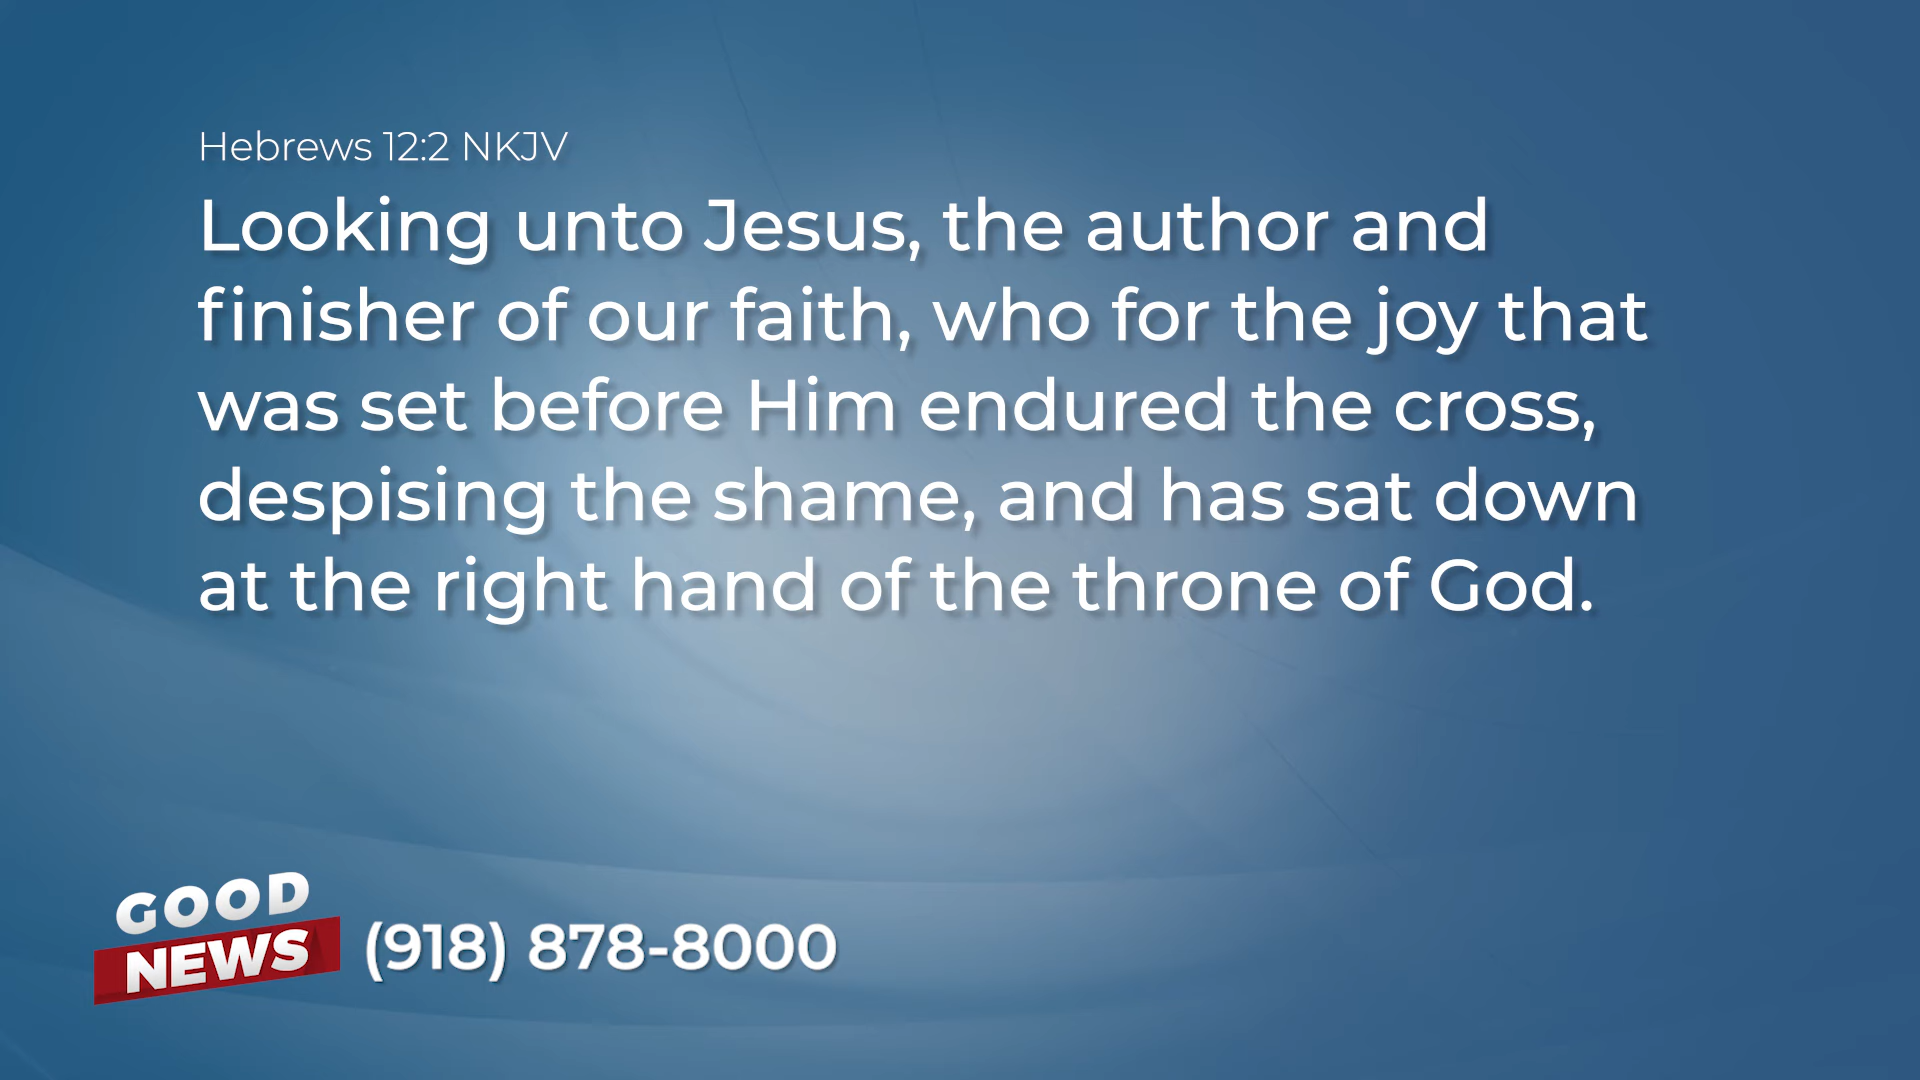 Hebrews 12:2 NKJV
Looking unto Jesus, the author and
finisher of our faith, who for the joy that
was set before Him endured the cross,
despising the shame, and has sat down
at the right hand of the throne of God.
GOOD
NEWS
(918) 878-8000